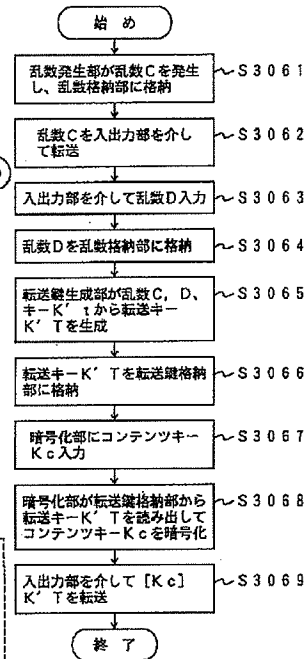 始め
乱数発生部が乱数Cを発生
し、乱数格納部に格納
S3061
乱数Cを入出力部を介し
て転送
S3062
入出力部を介して乱数D入力
S3063
乱数Dを乱数格納部に格納
S3064
転送鍵生成部が乱数C,D、
キーK′tから転送キー
K′Tを生成
S3065
転送キーK′Tを転送鍵格納
部に格納
S3066
暗号化部にコンテンツキー
Kc入力
S3067
暗号化部が転送鍵格納部から
転送キーK′Tを読み出して
コンテンツキーKcを暗号化
S3068
入出力部を介して[Kc]
K′Tを転送
S3069
終了